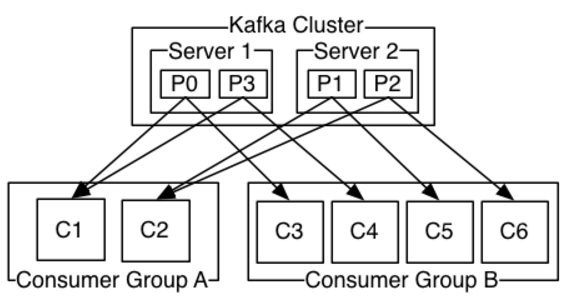 Kafka Cluster
Server 1 Server 2
P0 P3 P1 P2
C1 C2 C3 C4 C5 C6
Consumer Group A Consumer Group B